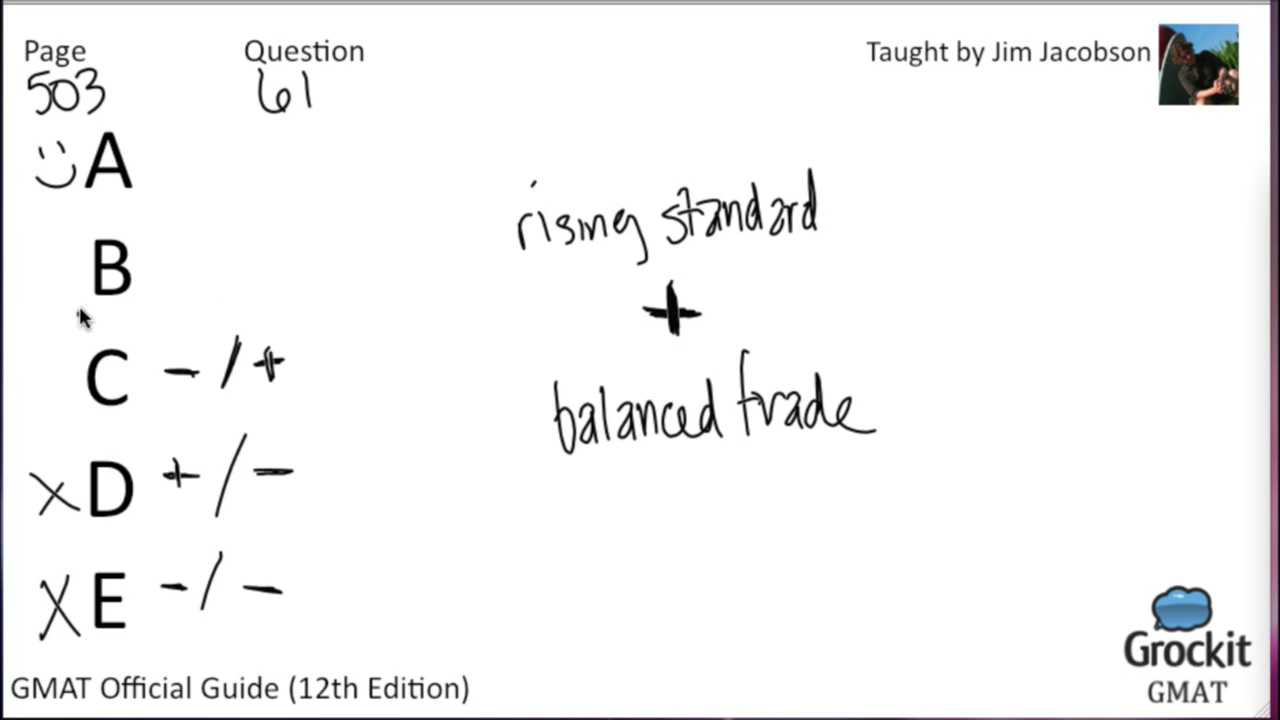 Page Question Taught by Jim Jacobson
503 61
A
rising standard
B
+
C - / +
balanced trade
X D + / -
X E - / -
Grockit
GMAT Official Guide (12th Edition)
GMAT